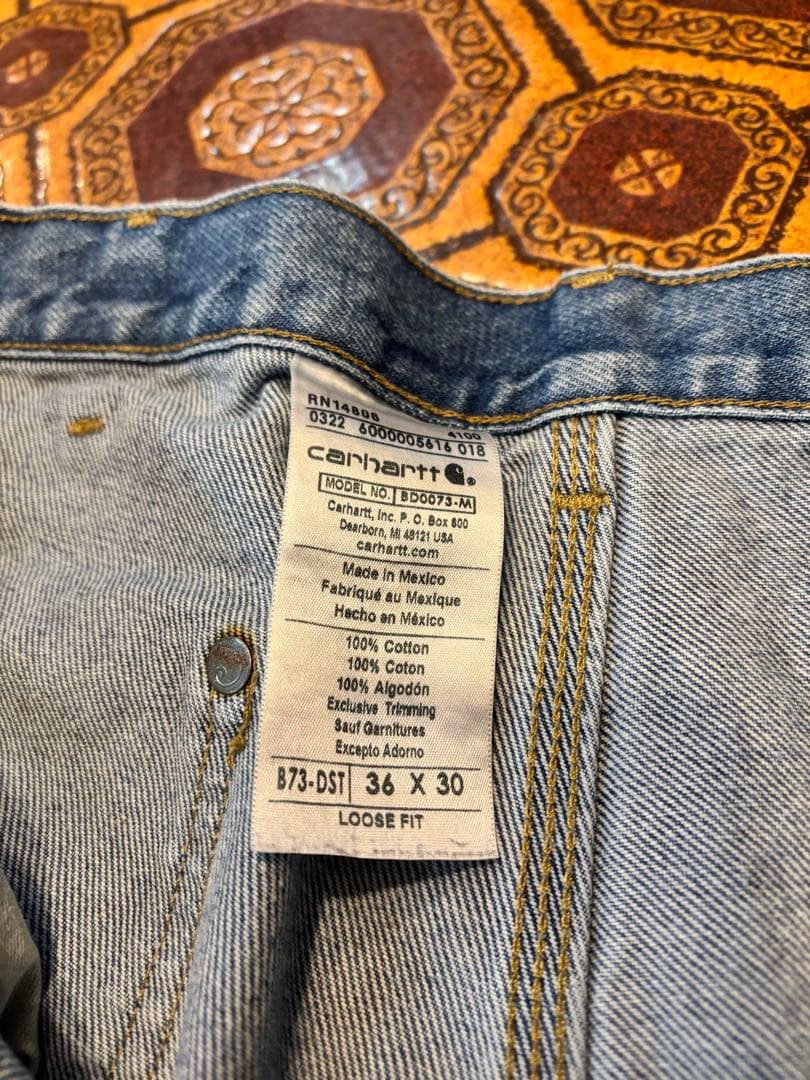 RN14806
4100
0322 6000005616 018
carhartt
MODEL NO. BD0073-M
Carhartt, Inc. P. O. Box 600
Dearborn, MI 48121 USA
carhartt.com
Made in Mexico
Fabriqué au Mexique
Hecho en México
100% Cotton
100% Coton
100% Algodón
Exclusive Trimming
Sauf Garnitures
Excepto Adorno
B73-DST 36 X 30
LOOSE FIT